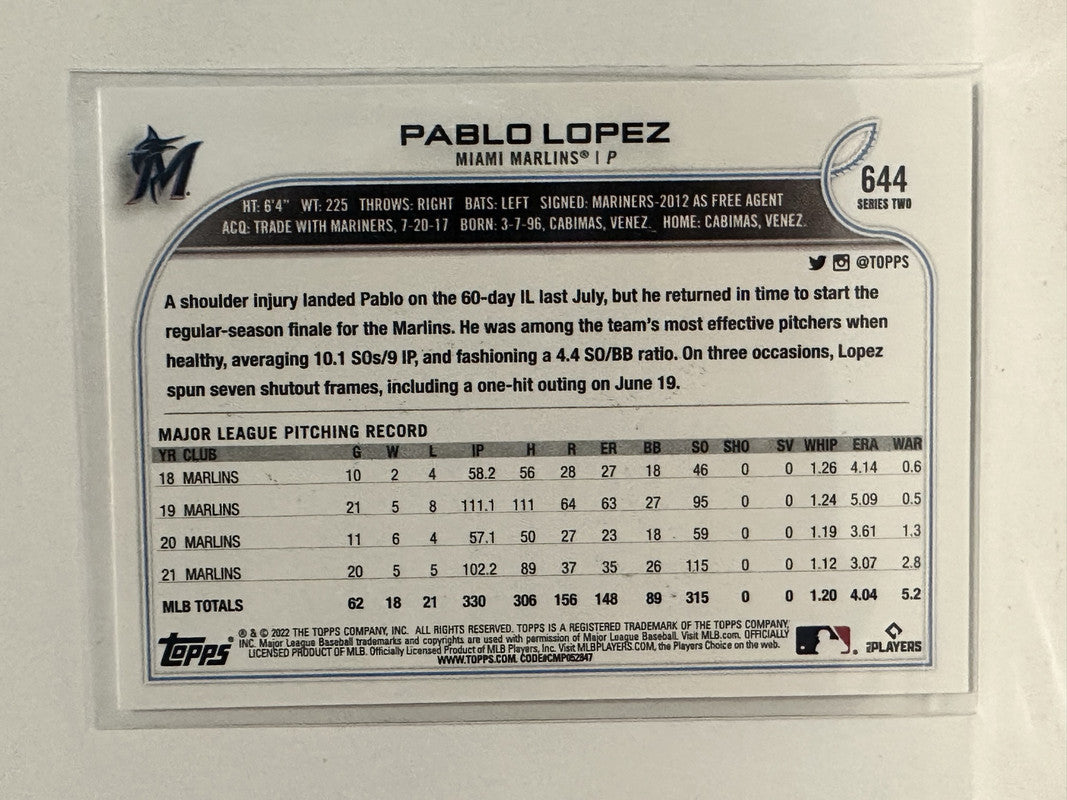 PABLO LOPEZ
MIAMI MARLINS® | P
644
SERIES TWO
HT: 6'4" WT: 225 THROWS: RIGHT BATS: LEFT SIGNED: MARINERS-2012 AS FREE AGENT
ACQ: TRADE WITH MARINERS, 7-20-17 BORN: 3-7-96, CABIMAS, VENEZ. HOME: CABIMAS, VENEZ.
@TOPPS
A shoulder injury landed Pablo on the 60-day IL last July, but he returned in time to start the
regular-season finale for the Marlins. He was among the team's most effective pitchers when
healthy, averaging 10.1 SOs/9 IP, and fashioning a 4.4 SO/BB ratio. On three occasions, Lopez
spun seven shutout frames, including a one-hit outing on June 19.
MAJOR LEAGUE PITCHING RECORD
YR CLUB G W L IP H R ER BB SO SHO SV WHIP ERA WAR
18 MARLINS 10 2 4 58.2 56 28 27 18 46 0 0 1.26 4.14 0.6
19 MARLINS 21 5 8 111.1 111 64 63 27 95 0 0 1.24 5.09 0.5
20 MARLINS 11 6 4 57.1 50 27 23 18 59 0 0 1.19 3.61 1.3
21 MARLINS 20 5 5 102.2 89 37 35 26 115 0 0 1.12 3.07 2.8
MLB TOTALS 62 18 21 330 306 156 148 89 315 0 0 1.20 4.04 5.2
Topps
® & © 2022 THE TOPPS COMPANY, INC. ALL RIGHTS RESERVED. TOPPS IS A REGISTERED TRADEMARK OF THE TOPPS COMPANY,
INC. Major League Baseball trademarks and copyrights are used with permission of Major League Baseball. Visit MLB.com. OFFICIALLY
LICENSED PRODUCT OF MLB. Officially Licensed Product of MLB Players, Inc. Visit MLBPLAYERS.COM, the Players Choice on the web.
WWW.TOPPS.COM. CODE#CMP052847
PLAYERS